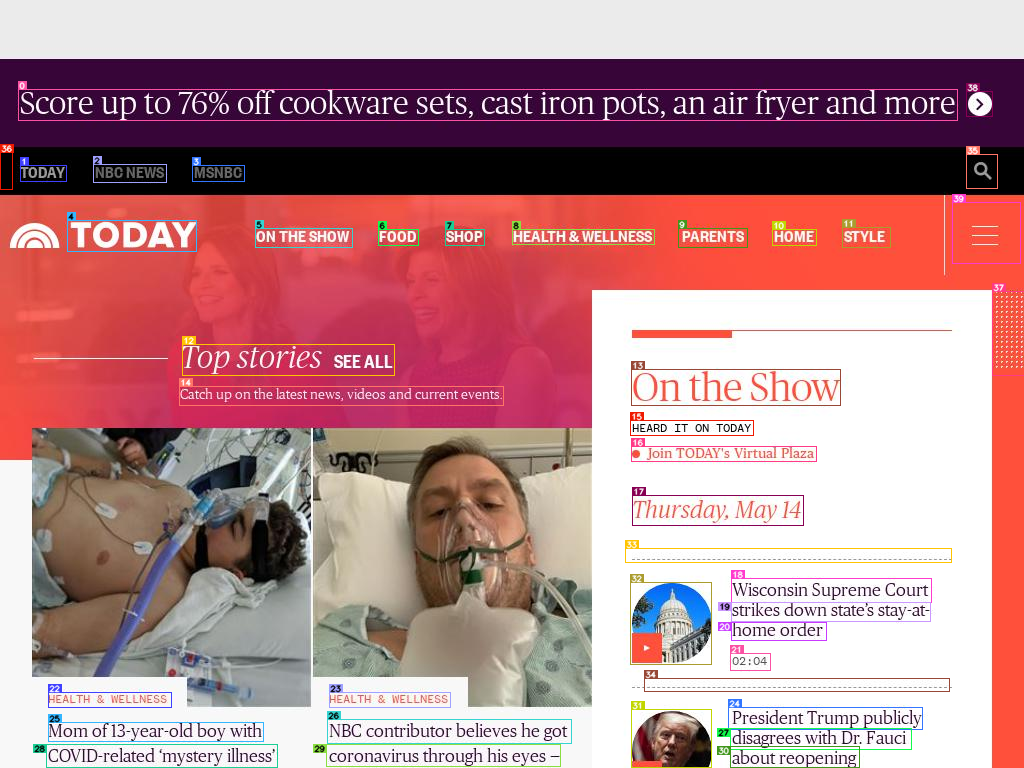 Score up to 76% off cookware sets, cast iron pots, an air fryer and more
TODAY
NBC NEWS
MSNBC
TODAY
ON THE SHOW
FOOD
SHOP
HEALTH & WELLNESS
PARENTS
HOME
STYLE
Top stories SEE ALL
Catch up on the latest news, videos and current events.
HEALTH & WELLNESS
Mom of 13-year-old boy with
COVID-related ‘mystery illness’
HEALTH & WELLNESS
NBC contributor believes he got
coronavirus through his eyes —
On the Show
HEARD IT ON TODAY
Join TODAY's Virtual Plaza
Thursday, May 14
Wisconsin Supreme Court
strikes down state’s stay-at-
home order
02:04
President Trump publicly
disagrees with Dr. Fauci
about reopening
0
1
2
3
4
5
6
7
8
9
10
11
12
13
14
15
16
17
18
19
20
21
22
23
24
25
26
27
28
29
30
31
32
33
34
35
36
37
38
39